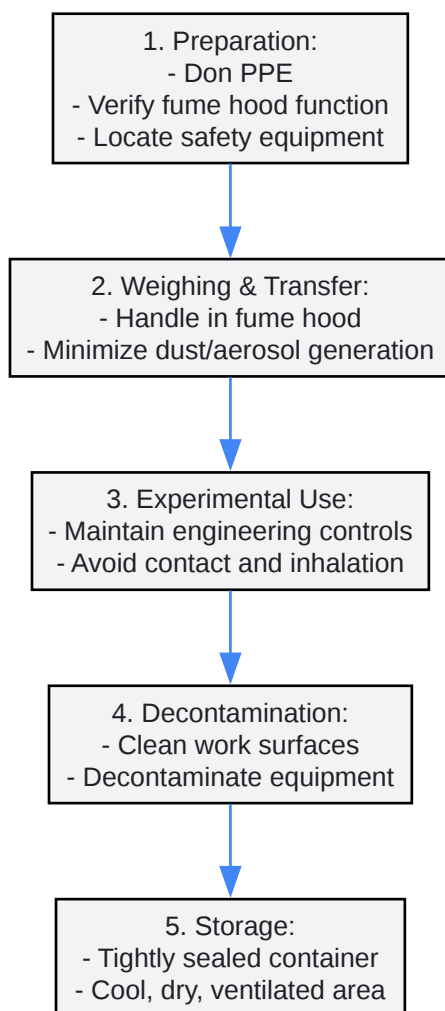 1. Preparation:
- Don PPE
- Verify fume hood function
- Locate safety equipment
2. Weighing & Transfer:
- Handle in fume hood
- Minimize dust/aerosol generation
3. Experimental Use:
- Maintain engineering controls
- Avoid contact and inhalation
4. Decontamination:
- Clean work surfaces
- Decontaminate equipment
5. Storage:
- Tightly sealed container
- Cool, dry, ventilated area